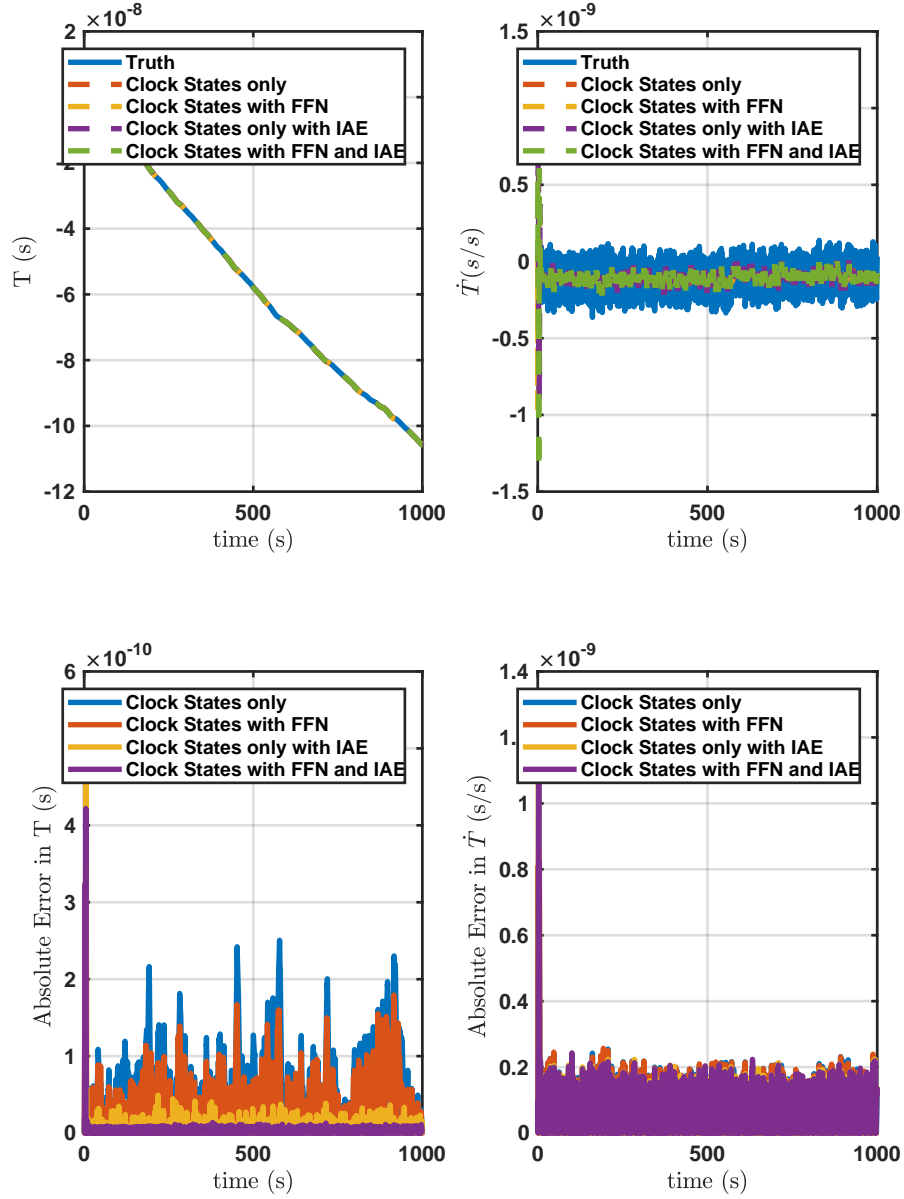 ×10⁻⁸
2
Truth
Clock States only
Clock States with FFN
Clock States only with IAE
Clock States with FFN and IAE
2
-4
-6
-8
-10
-12
T (s)
0 500 1000
time (s)
×10⁻⁹
1.5
Truth
Clock States only
Clock States with FFN
Clock States only with IAE
Clock States with FFN and IAE
0.5
0
-0.5
-1
-1.5
Ṫ(s/s)
0 500 1000
time (s)
×10⁻¹⁰
6
Clock States only
Clock States with FFN
Clock States only with IAE
Clock States with FFN and IAE
4
3
2
1
0
Absolute Error in T (s)
0 500 1000
time (s)
×10⁻⁹
1.4
Clock States only
Clock States with FFN
Clock States only with IAE
Clock States with FFN and IAE
1
0.8
0.6
0.4
0.2
0
Absolute Error in Ṫ (s/s)
0 500 1000
time (s)